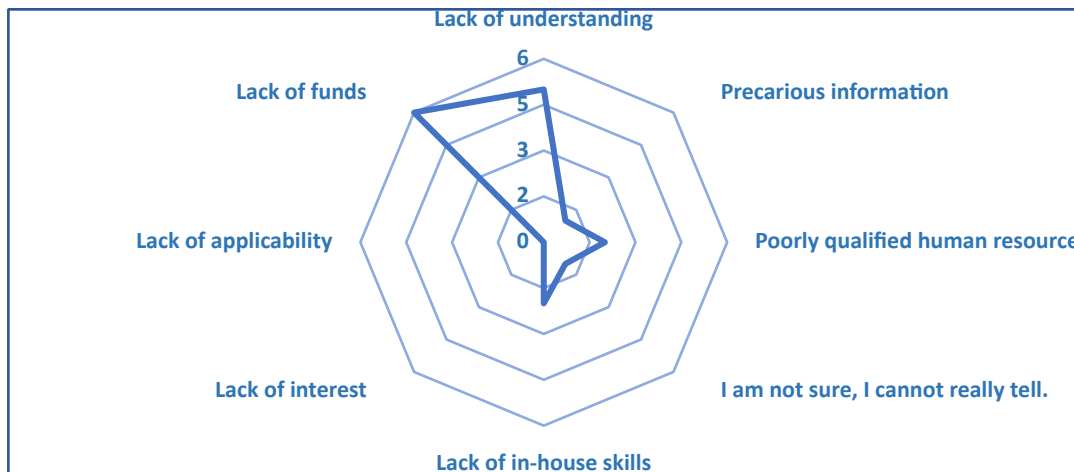 Lack of understanding
6
Lack of funds
Precarious information
5
3
2
Lack of applicability
0
Poorly qualified human resource
Lack of interest
I am not sure, I cannot really tell.
Lack of in-house skills